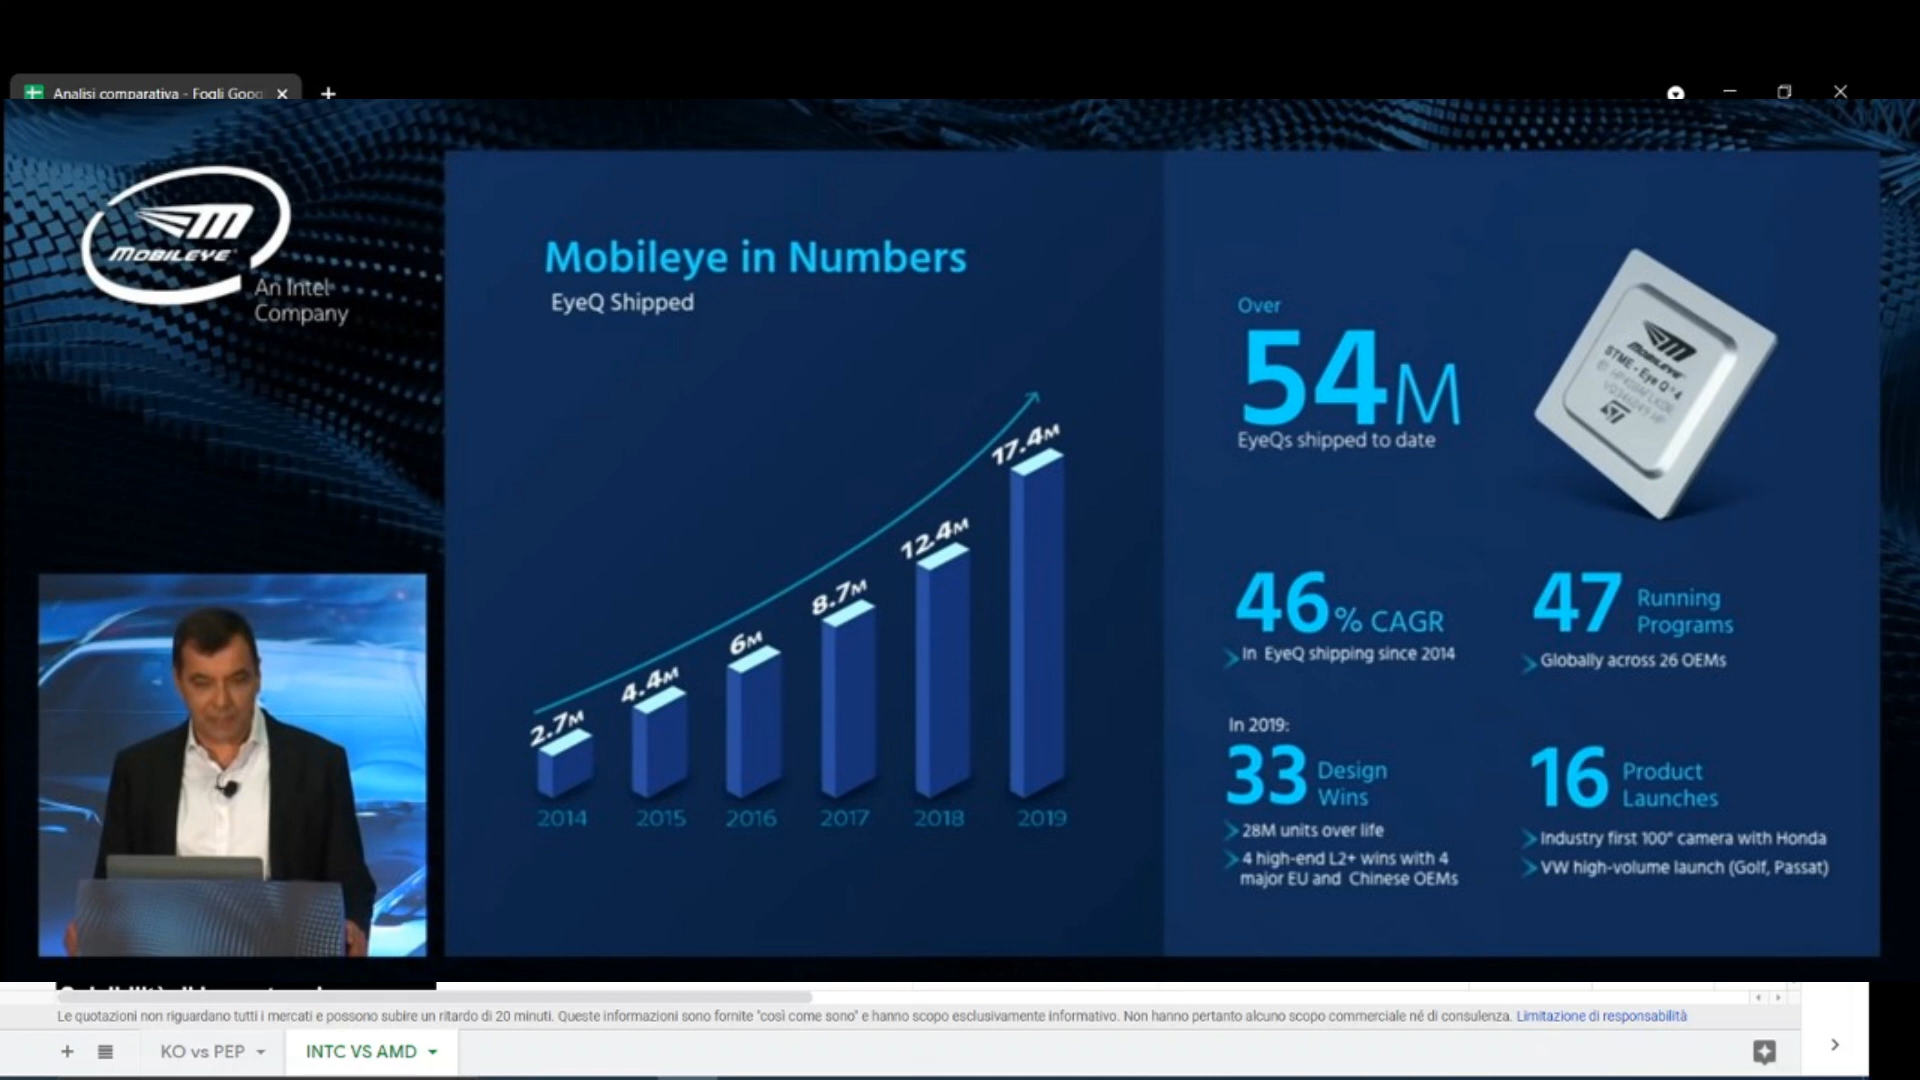 Analisi comparativa - Fogli Goog
MOBILEYE
An Intel
Company
Mobileye in Numbers
EyeQ Shipped
2.7M
4.4M
6M
8.7M
12.4M
17.4M
2014
2015
2016
2017
2018
2019
Over
54M
EyeQs shipped to date
MOBILEYE
STME - EyeQ®4
46% CAGR
In EyeQ shipping since 2014
47 Running
Programs
Globally across 26 OEMs
In 2019:
33 Design
Wins
28M units over life
4 high-end L2+ wins with 4
major EU and Chinese OEMs
16 Product
Launches
Industry first 100° camera with Honda
VW high-volume launch (Golf, Passat)
Le quotazioni non riguardano tutti i mercati e possono subire un ritardo di 20 minuti. Queste informazioni sono fornite "così come sono" e hanno scopo esclusivamente informativo. Non hanno pertanto alcuno scopo commerciale né di consulenza. Limitazione di responsabilità
KO vs PEP
INTC VS AMD